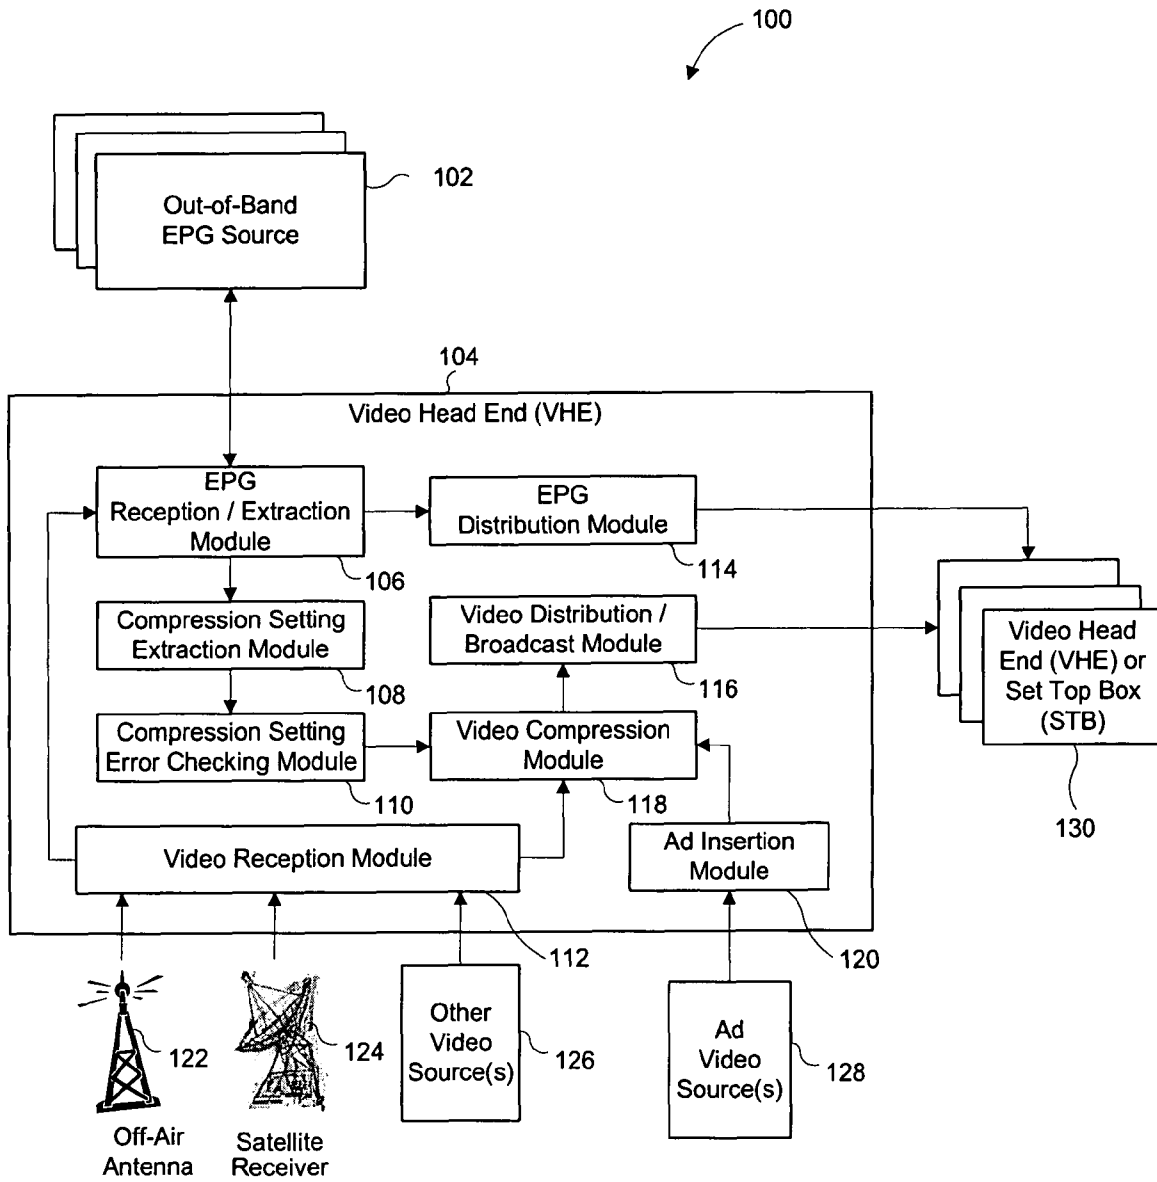 100
Out-of-Band
EPG Source
102
104
Video Head End (VHE)
EPG
Reception / Extraction
Module
106
EPG
Distribution Module
114
Compression Setting
Extraction Module
108
Video Distribution /
Broadcast Module
116
Compression Setting
Error Checking Module
110
Video Compression
Module
118
Video Head
End (VHE) or
Set Top Box
(STB)
130
Video Reception Module
112
Ad Insertion
Module
120
122
Off-Air
Antenna
124
Satellite
Receiver
Other
Video
Source(s)
126
Ad
Video
Source(s)
128